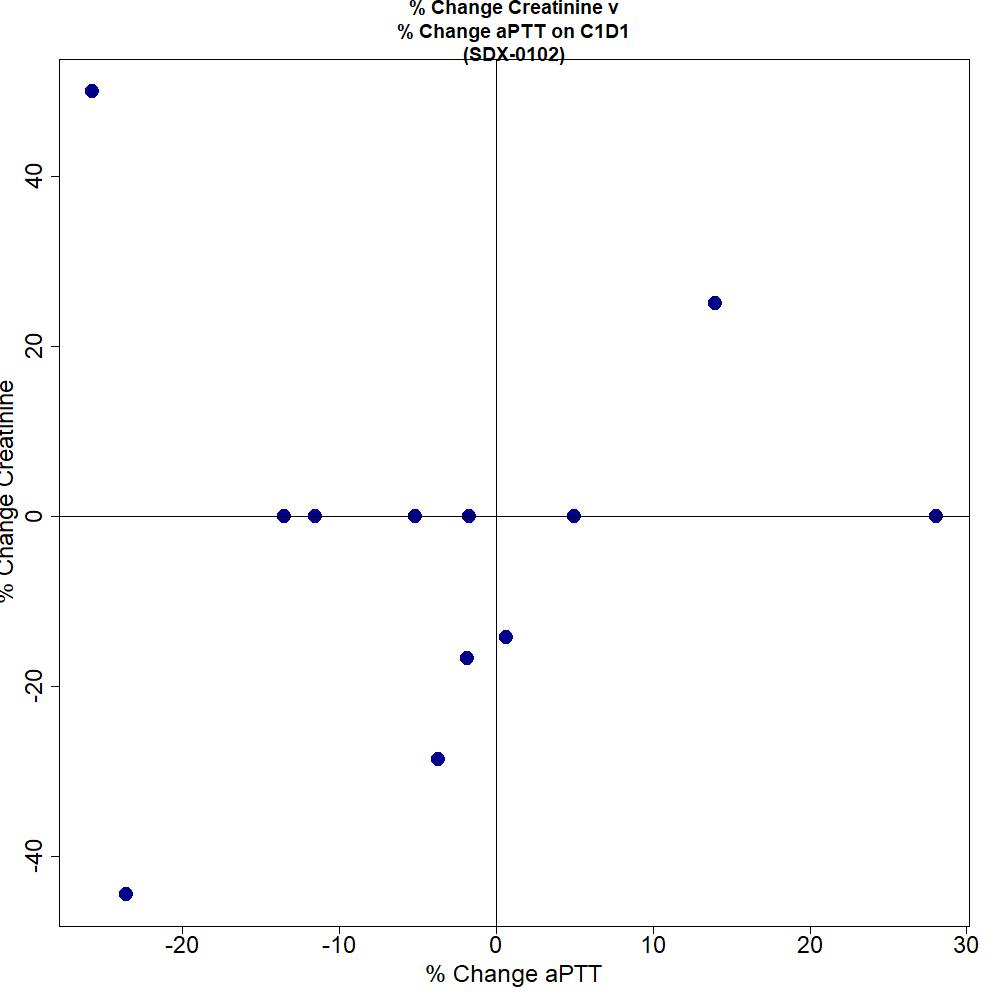 % Change Creatinine v
% Change aPTT on C1D1
(SDX-0102)
% Change Creatinine
40
20
0
-20
-40
-20
-10
0
10
20
30
% Change aPTT